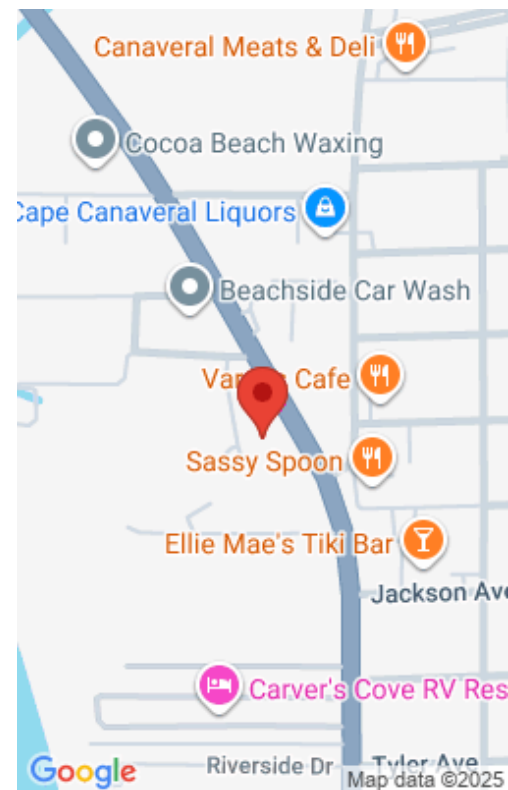 Canaveral Meats & Deli
Cocoa Beach Waxing
Cape Canaveral Liquors
Beachside Car Wash
Cafe
Sassy Spoon
Ellie Mae's Tiki Bar
Jackson Ave
Carver's Cove RV Res
Riverside Dr
Tyler Ave
Google
Map data ©2025